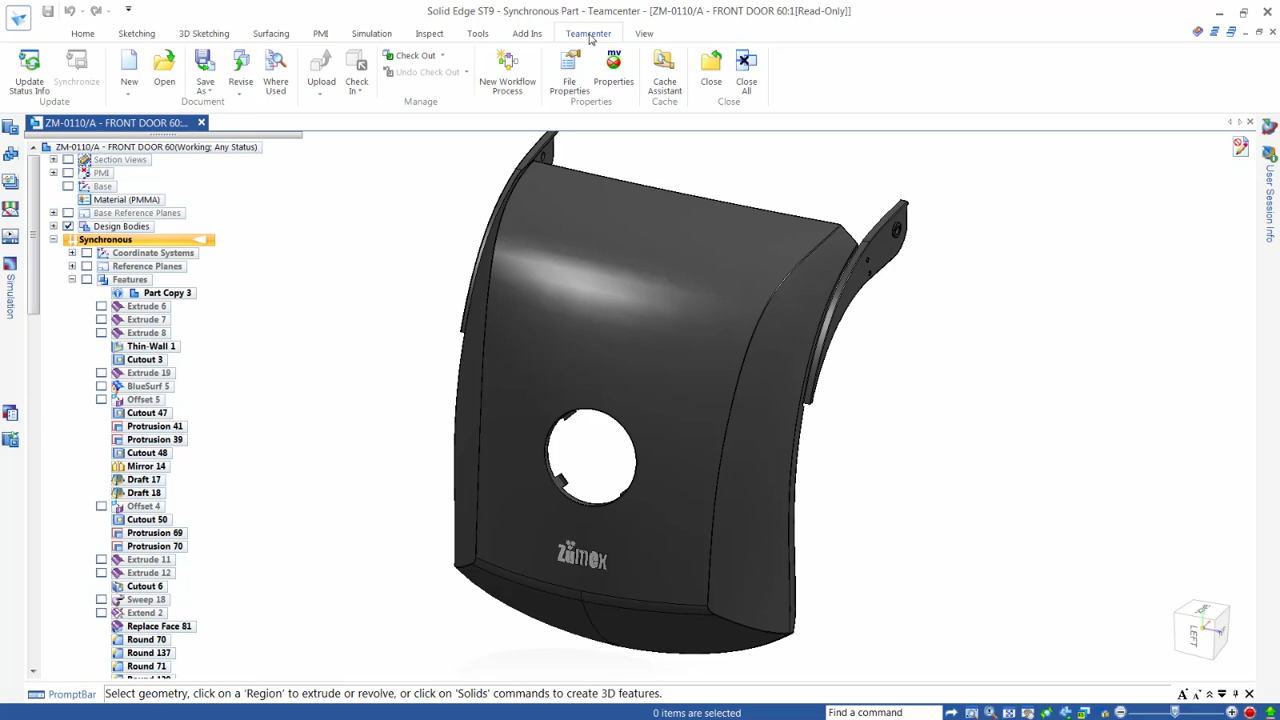 Solid Edge ST9 - Synchronous Part - Teamcenter - [ZM-0110/A - FRONT DOOR 60:1[Read-Only]]
Home Sketching 3D Sketching Surfacing PMI Simulation Inspect Tools Add Ins Teamcenter View
Update Status Info
Synchronize
Update
New
Open
Save As
Revise
Where Used
Document
Upload
Check In
Check Out
Undo Check Out
Manage
New Workflow Process
File Properties
mv
Properties
Properties
Cache Assistant
Cache
Close
Close All
Close
ZM-0110/A - FRONT DOOR 60:...
ZM-0110/A - FRONT DOOR 60(Working; Any Status)
Section Views
PMI
Base
Material (PMMA)
Base Reference Planes
Design Bodies
Synchronous
Coordinate Systems
Reference Planes
Features
Part Copy 3
Extrude 6
Extrude 7
Extrude 8
Thin-Wall 1
Cutout 3
Extrude 19
BlueSurf 5
Offset 5
Cutout 47
Protrusion 41
Protrusion 39
Cutout 48
Mirror 14
Draft 17
Draft 18
Offset 4
Cutout 50
Protrusion 69
Protrusion 70
Extrude 11
Extrude 12
Cutout 6
Sweep 18
Extend 2
Replace Face 81
Round 70
Round 137
Round 71
Simulation
zümex
LEFT
User Session Info
PromptBar
Select geometry, click on a 'Region' to extrude or revolve, or click on 'Solids' commands to create 3D features.
0 items are selected
Find a command